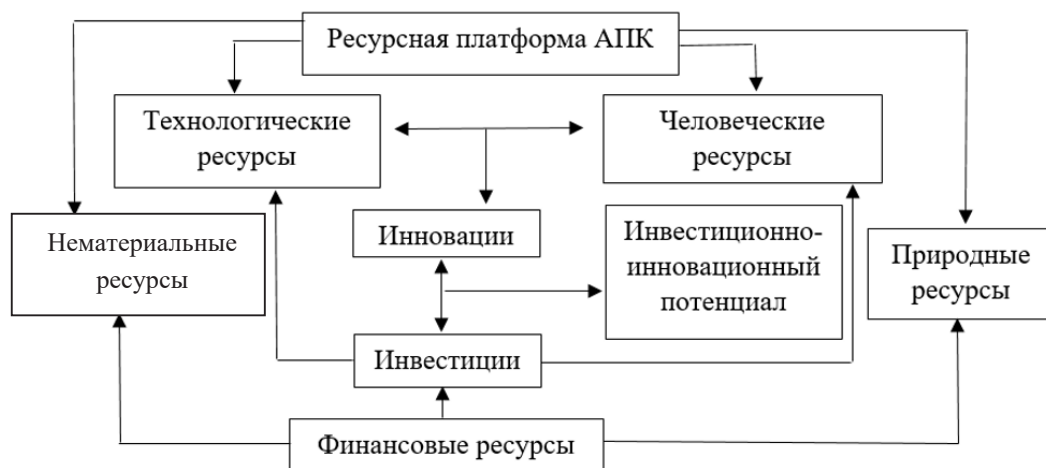 Ресурсная платформа АПК
Технологические
ресурсы
Человеческие
ресурсы
Нематериальные
ресурсы
Инновации
Инвестиционно-
инновационный
потенциал
Природные
ресурсы
Инвестиции
Финансовые ресурсы